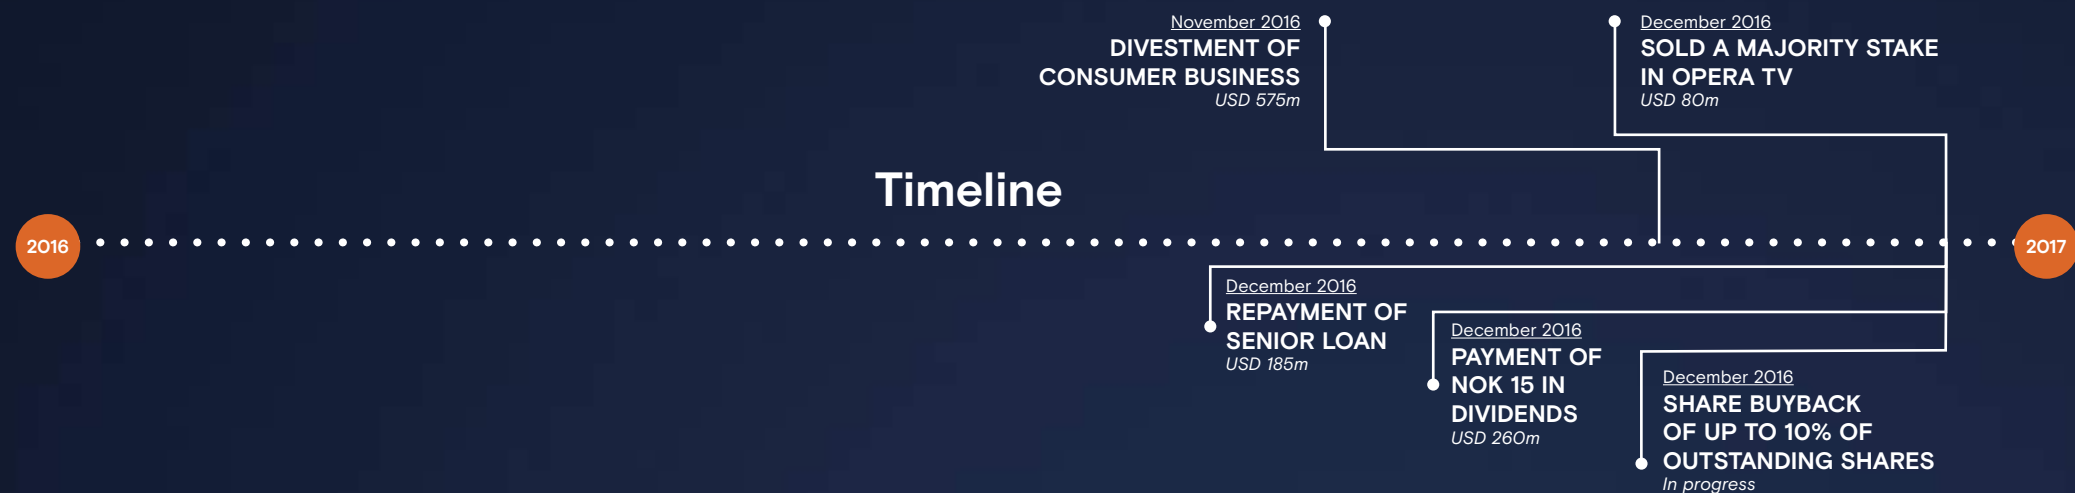 November 2016
DIVESTMENT OF
CONSUMER BUSINESS
USD 575m
December 2016
SOLD A MAJORITY STAKE
IN OPERA TV
USD 80m
Timeline
2016
2017
December 2016
REPAYMENT OF
SENIOR LOAN
USD 185m
December 2016
PAYMENT OF
NOK 15 IN
DIVIDENDS
USD 260m
December 2016
SHARE BUYBACK
OF UP TO 10% OF
OUTSTANDING SHARES
In progress